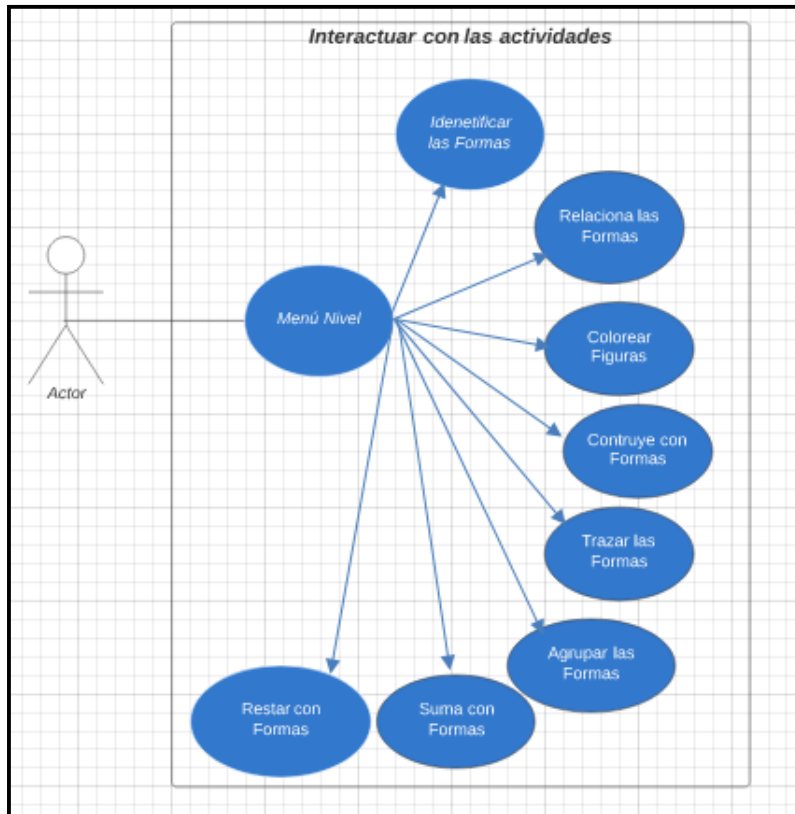 Interactuar con las actividades
Idenetificar
las Formas
Relaciona las
Formas
Menú Nivel
Colorear
Figuras
Actor
Contruye con
Formas
Trazar las
Formas
Agrupar las
Formas
Restar con
Formas
Suma con
Formas